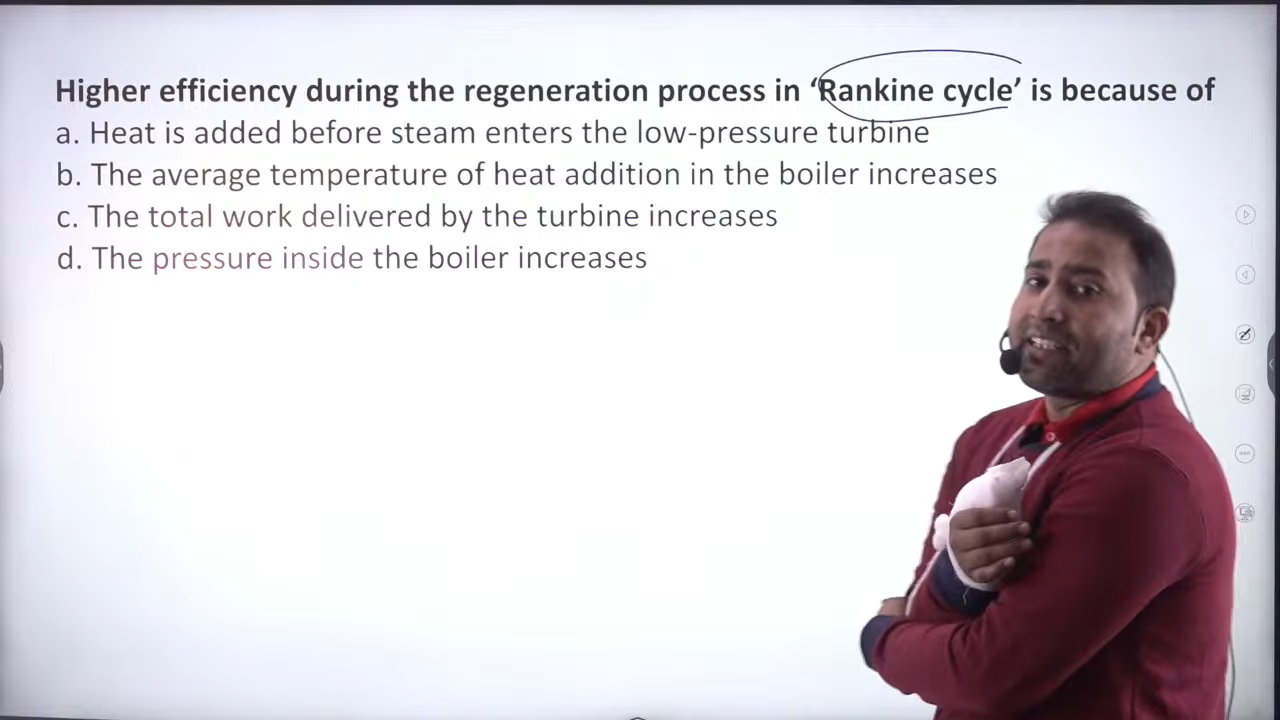 Higher efficiency during the regeneration process in ‘Rankine cycle’ is because of
a. Heat is added before steam enters the low-pressure turbine
b. The average temperature of heat addition in the boiler increases
c. The total work delivered by the turbine increases
d. The pressure inside the boiler increases